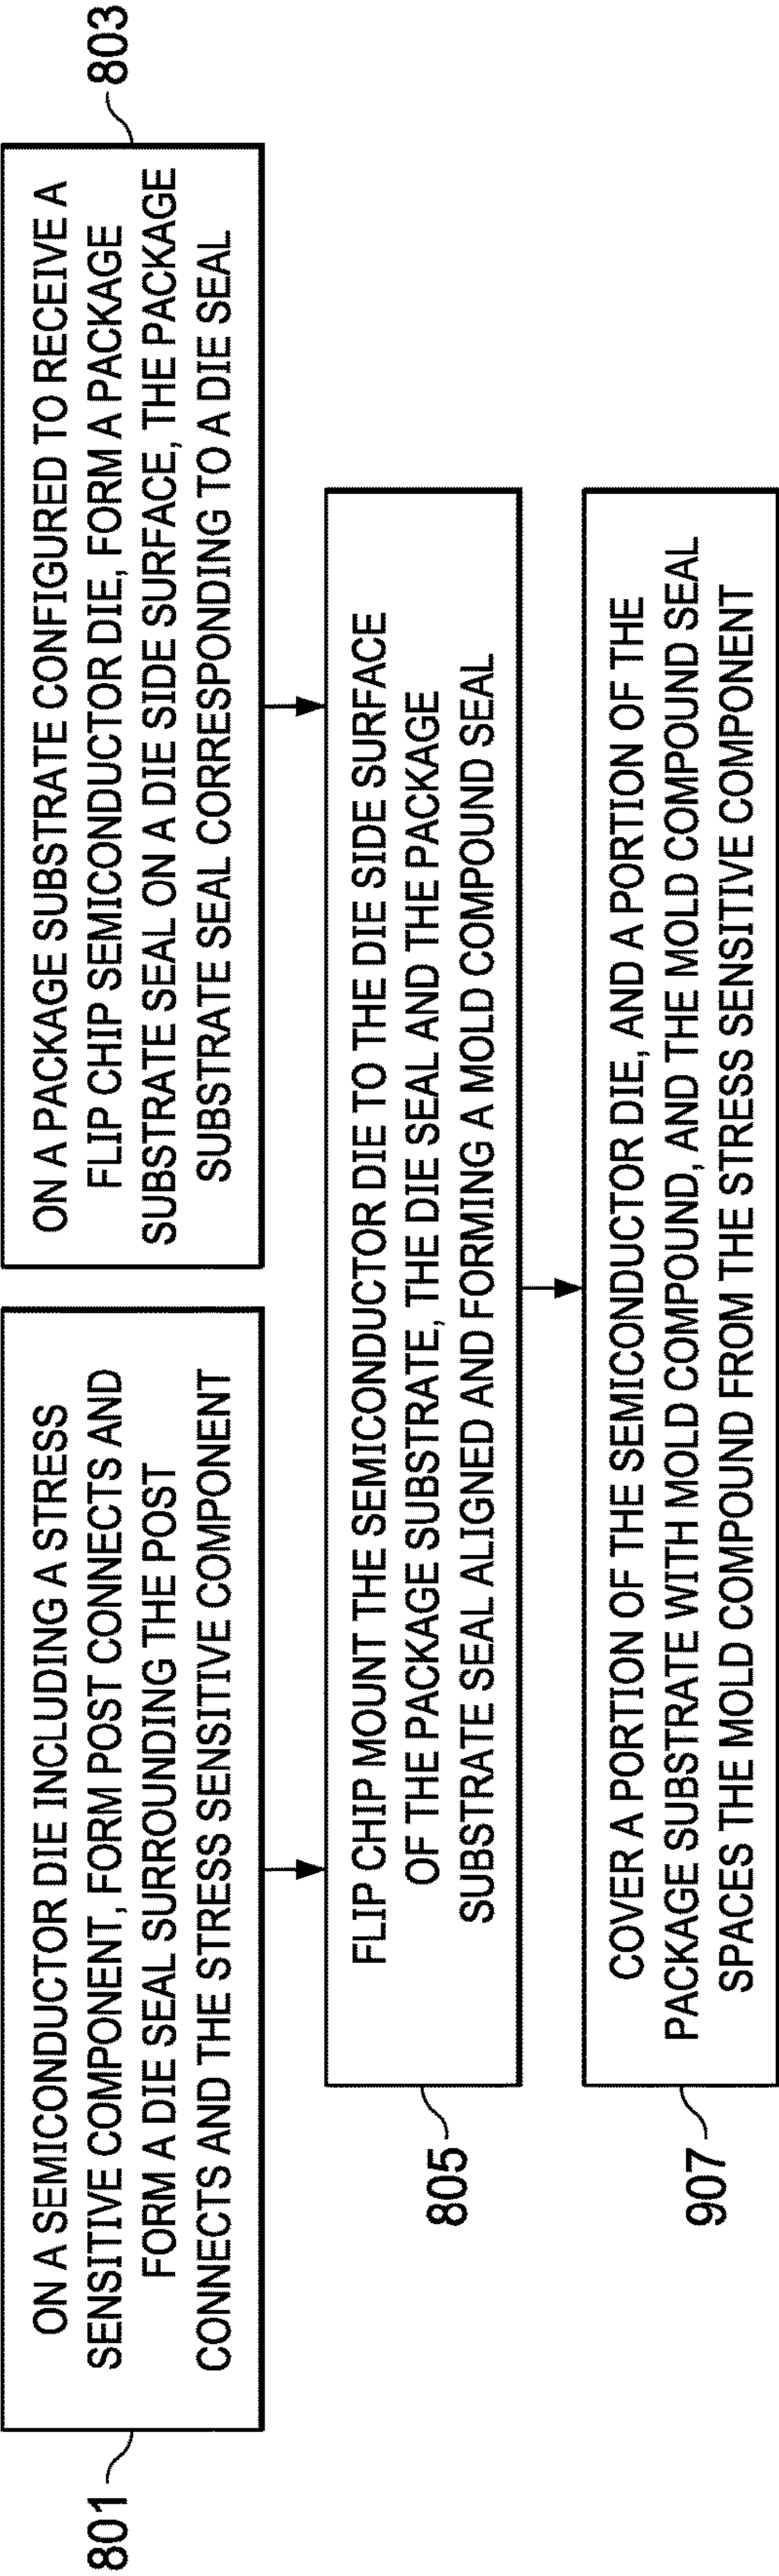 801
ON A SEMICONDUCTOR DIE INCLUDING A STRESS
SENSITIVE COMPONENT, FORM POST CONNECTS AND
FORM A DIE SEAL SURROUNDING THE POST
CONNECTS AND THE STRESS SENSITIVE COMPONENT
803
ON A PACKAGE SUBSTRATE CONFIGURED TO RECEIVE A
FLIP CHIP SEMICONDUCTOR DIE, FORM A PACKAGE
SUBSTRATE SEAL ON A DIE SIDE SURFACE, THE PACKAGE
SUBSTRATE SEAL CORRESPONDING TO A DIE SEAL
805
FLIP CHIP MOUNT THE SEMICONDUCTOR DIE TO THE DIE SIDE SURFACE
OF THE PACKAGE SUBSTRATE, THE DIE SEAL AND THE PACKAGE
SUBSTRATE SEAL ALIGNED AND FORMING A MOLD COMPOUND SEAL
907
COVER A PORTION OF THE SEMICONDUCTOR DIE, AND A PORTION OF THE
PACKAGE SUBSTRATE WITH MOLD COMPOUND, AND THE MOLD COMPOUND SEAL
SPACES THE MOLD COMPOUND FROM THE STRESS SENSITIVE COMPONENT